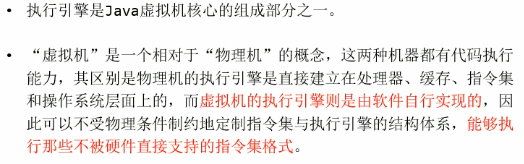 • 执行引擎是Java虚拟机核心的组成部分之一。
• “虚拟机”是一个相对于“物理机”的概念，这两种机器都有代码执行
能力，其区别是物理机的执行引擎是直接建立在处理器、缓存、指令集
和操作系统层面上的，而虚拟机的执行引擎则是由软件自行实现的，因
此可以不受物理条件制约地定制指令集与执行引擎的结构体系，能够执
行那些不被硬件直接支持的指令集格式。